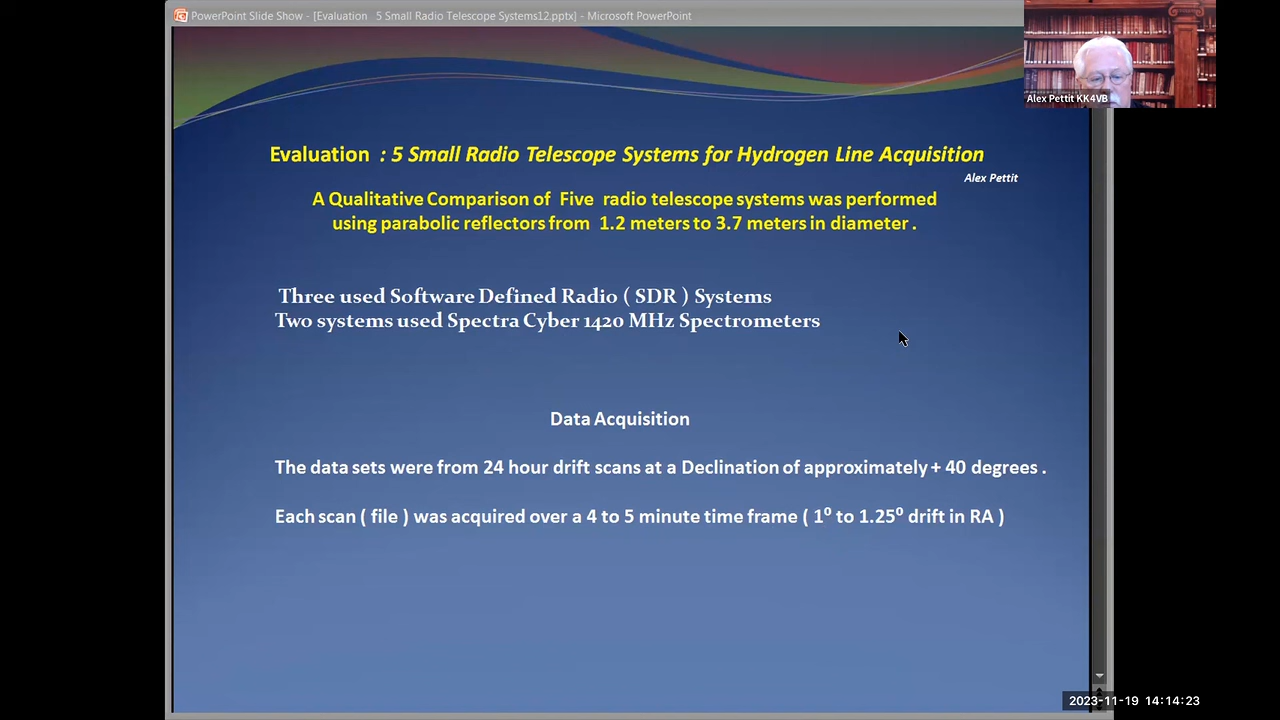 PowerPoint Slide Show - [Evaluation   5 Small Radio Telescope Systems12.pptx] - Microsoft PowerPoint
Alex Pettit KK4VB
Evaluation : 5 Small Radio Telescope Systems for Hydrogen Line Acquisition
Alex Pettit
A Qualitative Comparison of Five radio telescope systems was performed
using parabolic reflectors from 1.2 meters to 3.7 meters in diameter .
Three used Software Defined Radio ( SDR ) Systems
Two systems used Spectra Cyber 1420 MHz Spectrometers
Data Acquisition
The data sets were from 24 hour drift scans at a Declination of approximately + 40 degrees .
Each scan ( file ) was acquired over a 4 to 5 minute time frame ( 1⁰ to 1.25⁰ drift in RA )
2023-11-19 14:14:23